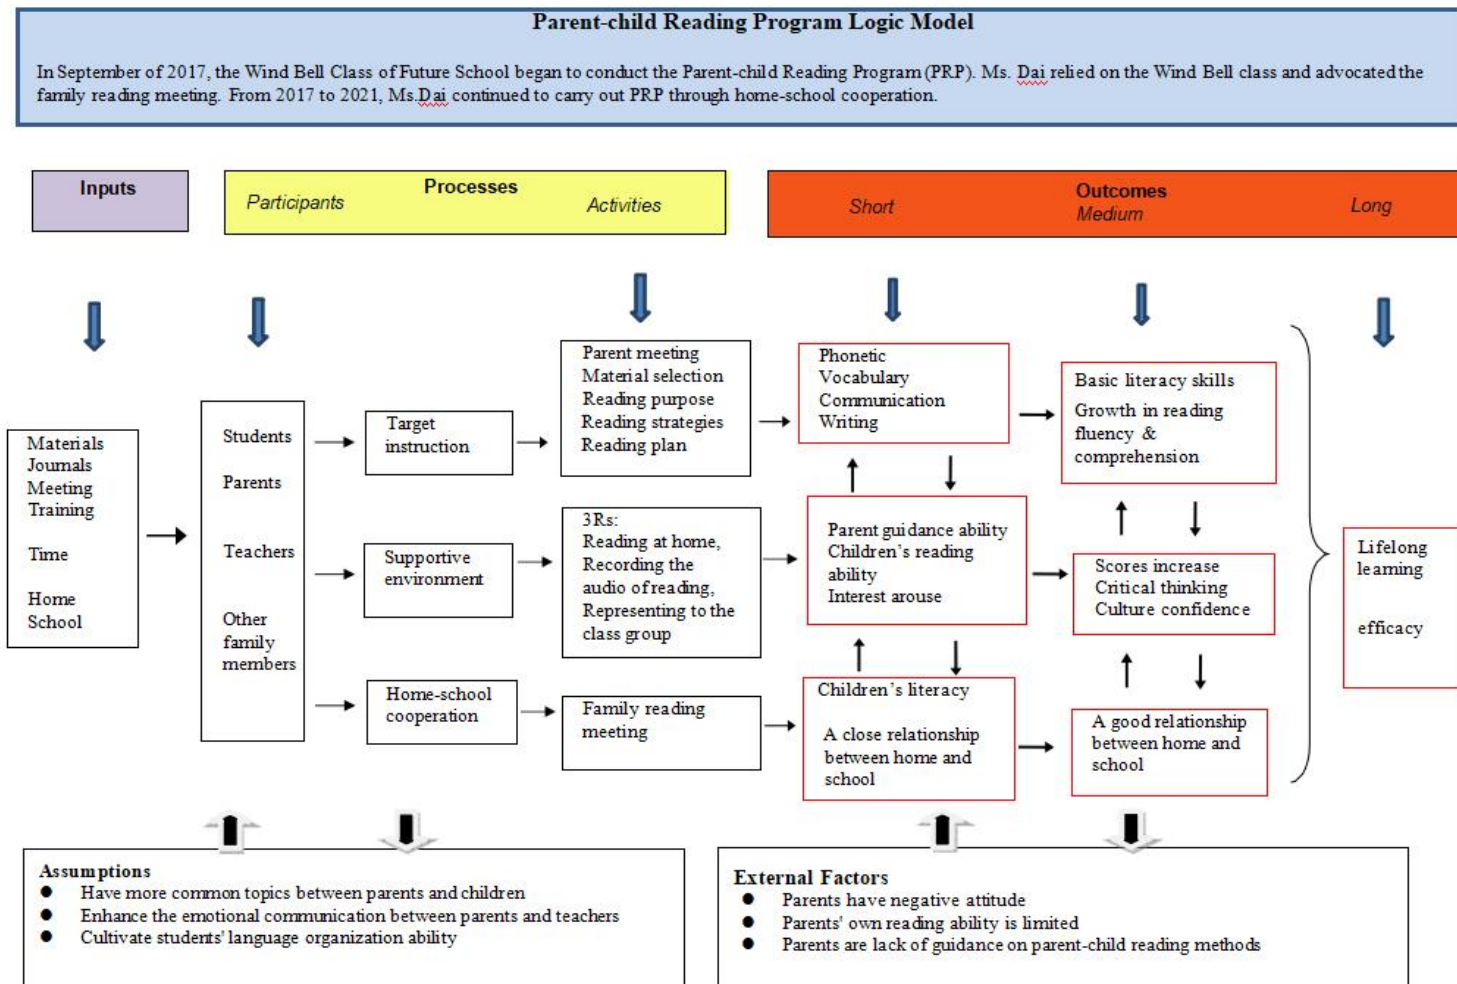 Parent-child Reading Program Logic Model
In September of 2017, the Wind Bell Class of Future School began to conduct the Parent-child Reading Program (PRP). Ms. Dai relied on the Wind Bell class and advocated the
family reading meeting. From 2017 to 2021, Ms.Dai continued to carry out PRP through home-school cooperation.
Inputs
Processes
Participants
Activities
Outcomes
Short
Medium
Long
Materials
Journals
Meeting
Training
Time
Home
School
Students
Parents
Teachers
Other
family
members
Target
instruction
Supportive
environment
Home-school
cooperation
Parent meeting
Material selection
Reading purpose
Reading strategies
Reading plan
3Rs:
Reading at home,
Recording the
audio of reading,
Representing to the
class group
Family reading
meeting
Phonetic
Vocabulary
Communication
Writing
Parent guidance ability
Children's reading
ability
Interest arouse
Children's literacy
A close relationship
between home and
school
Basic literacy skills
Growth in reading
fluency &
comprehension
Scores increase
Critical thinking
Culture confidence
A good relationship
between home and
school
Lifelong
learning
efficacy
Assumptions
● Have more common topics between parents and children
● Enhance the emotional communication between parents and teachers
● Cultivate students' language organization ability
External Factors
● Parents have negative attitude
● Parents' own reading ability is limited
● Parents are lack of guidance on parent-child reading methods